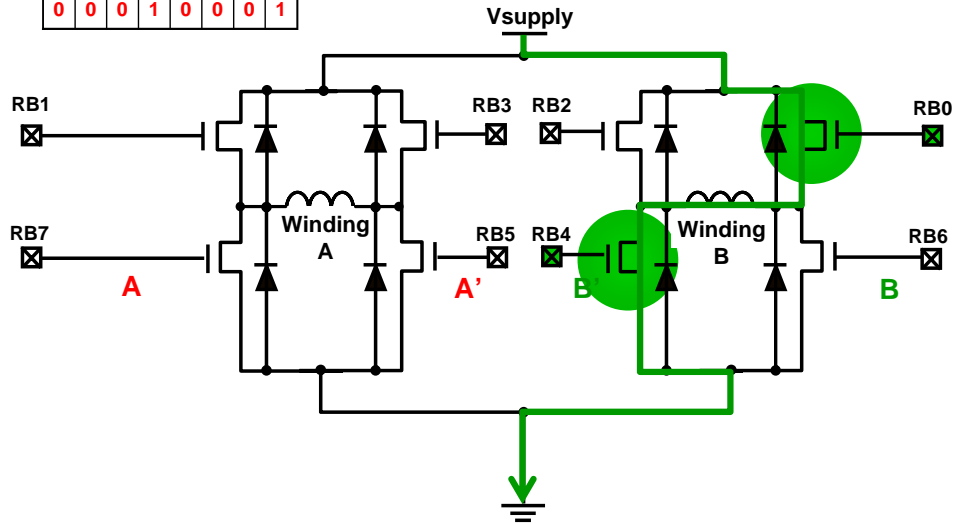 0 0 0 1 0 0 0 1
Vsupply
RB1
RB3
RB2
RB0
Winding
A
Winding
B
RB7
RB5
RB4
RB6
A
A’
B’
B